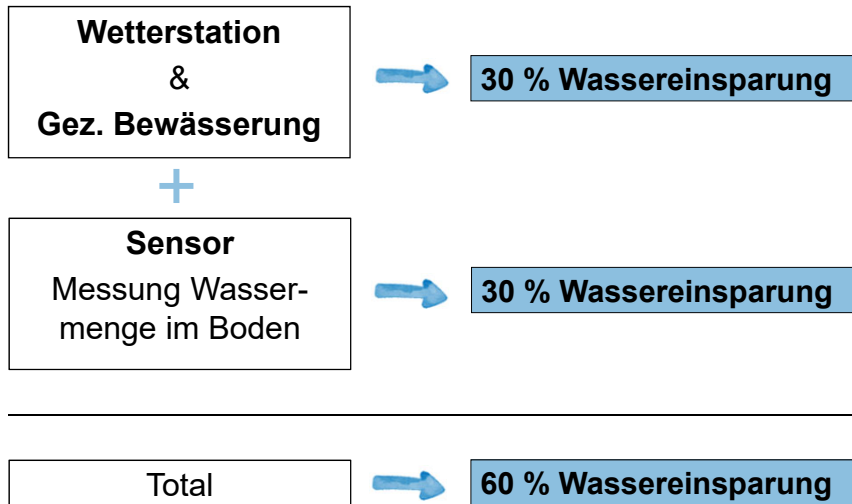 Wetterstation
&
Gez. Bewässerung
30 % Wassereinsparung
+
Sensor
Messung Wasser-
menge im Boden
30 % Wassereinsparung
Total
60 % Wassereinsparung